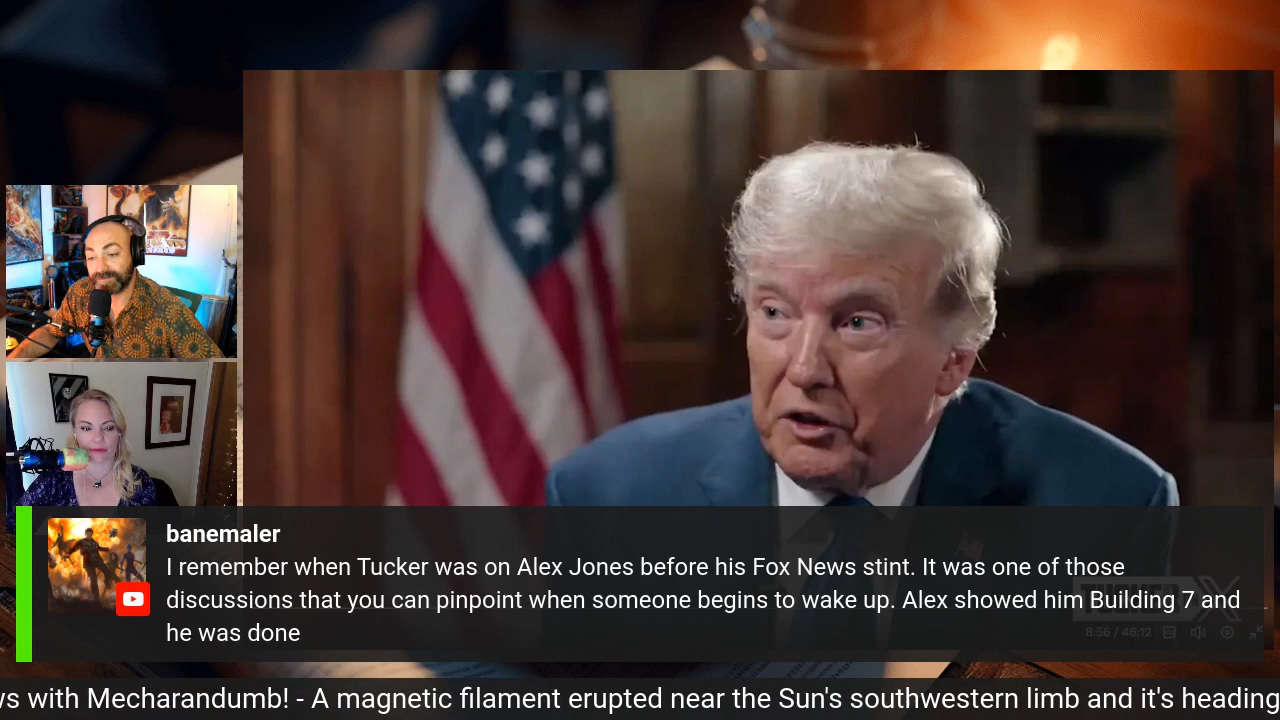 banemaler
I remember when Tucker was on Alex Jones before his Fox News stint. It was one of those
discussions that you can pinpoint when someone begins to wake up. Alex showed him Building 7 and
he was done
TUCKER X
8:56 / 46:12
ws with Mecharandumb! - A magnetic filament erupted near the Sun's southwestern limb and it's heading